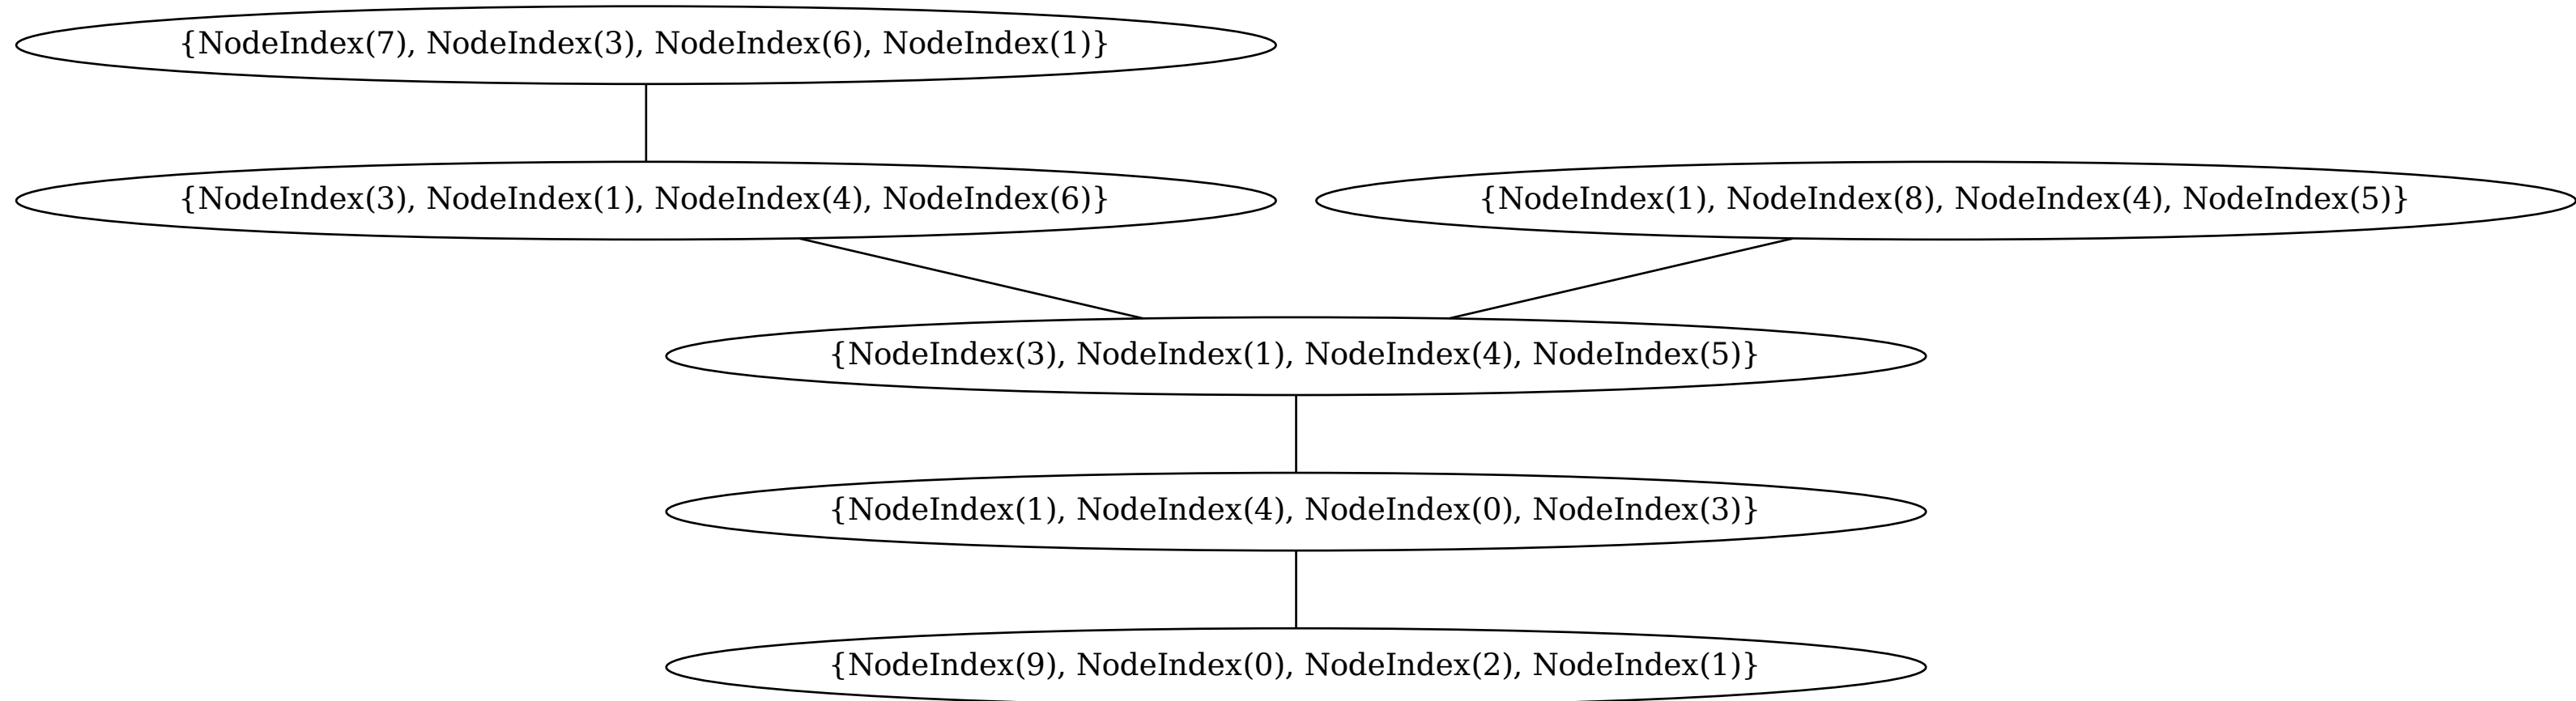 {NodeIndex(7), NodeIndex(3), NodeIndex(6), NodeIndex(1)}
{NodeIndex(3), NodeIndex(1), NodeIndex(4), NodeIndex(6)}
{NodeIndex(1), NodeIndex(8), NodeIndex(4), NodeIndex(5)}
{NodeIndex(3), NodeIndex(1), NodeIndex(4), NodeIndex(5)}
{NodeIndex(1), NodeIndex(4), NodeIndex(0), NodeIndex(3)}
{NodeIndex(9), NodeIndex(0), NodeIndex(2), NodeIndex(1)}